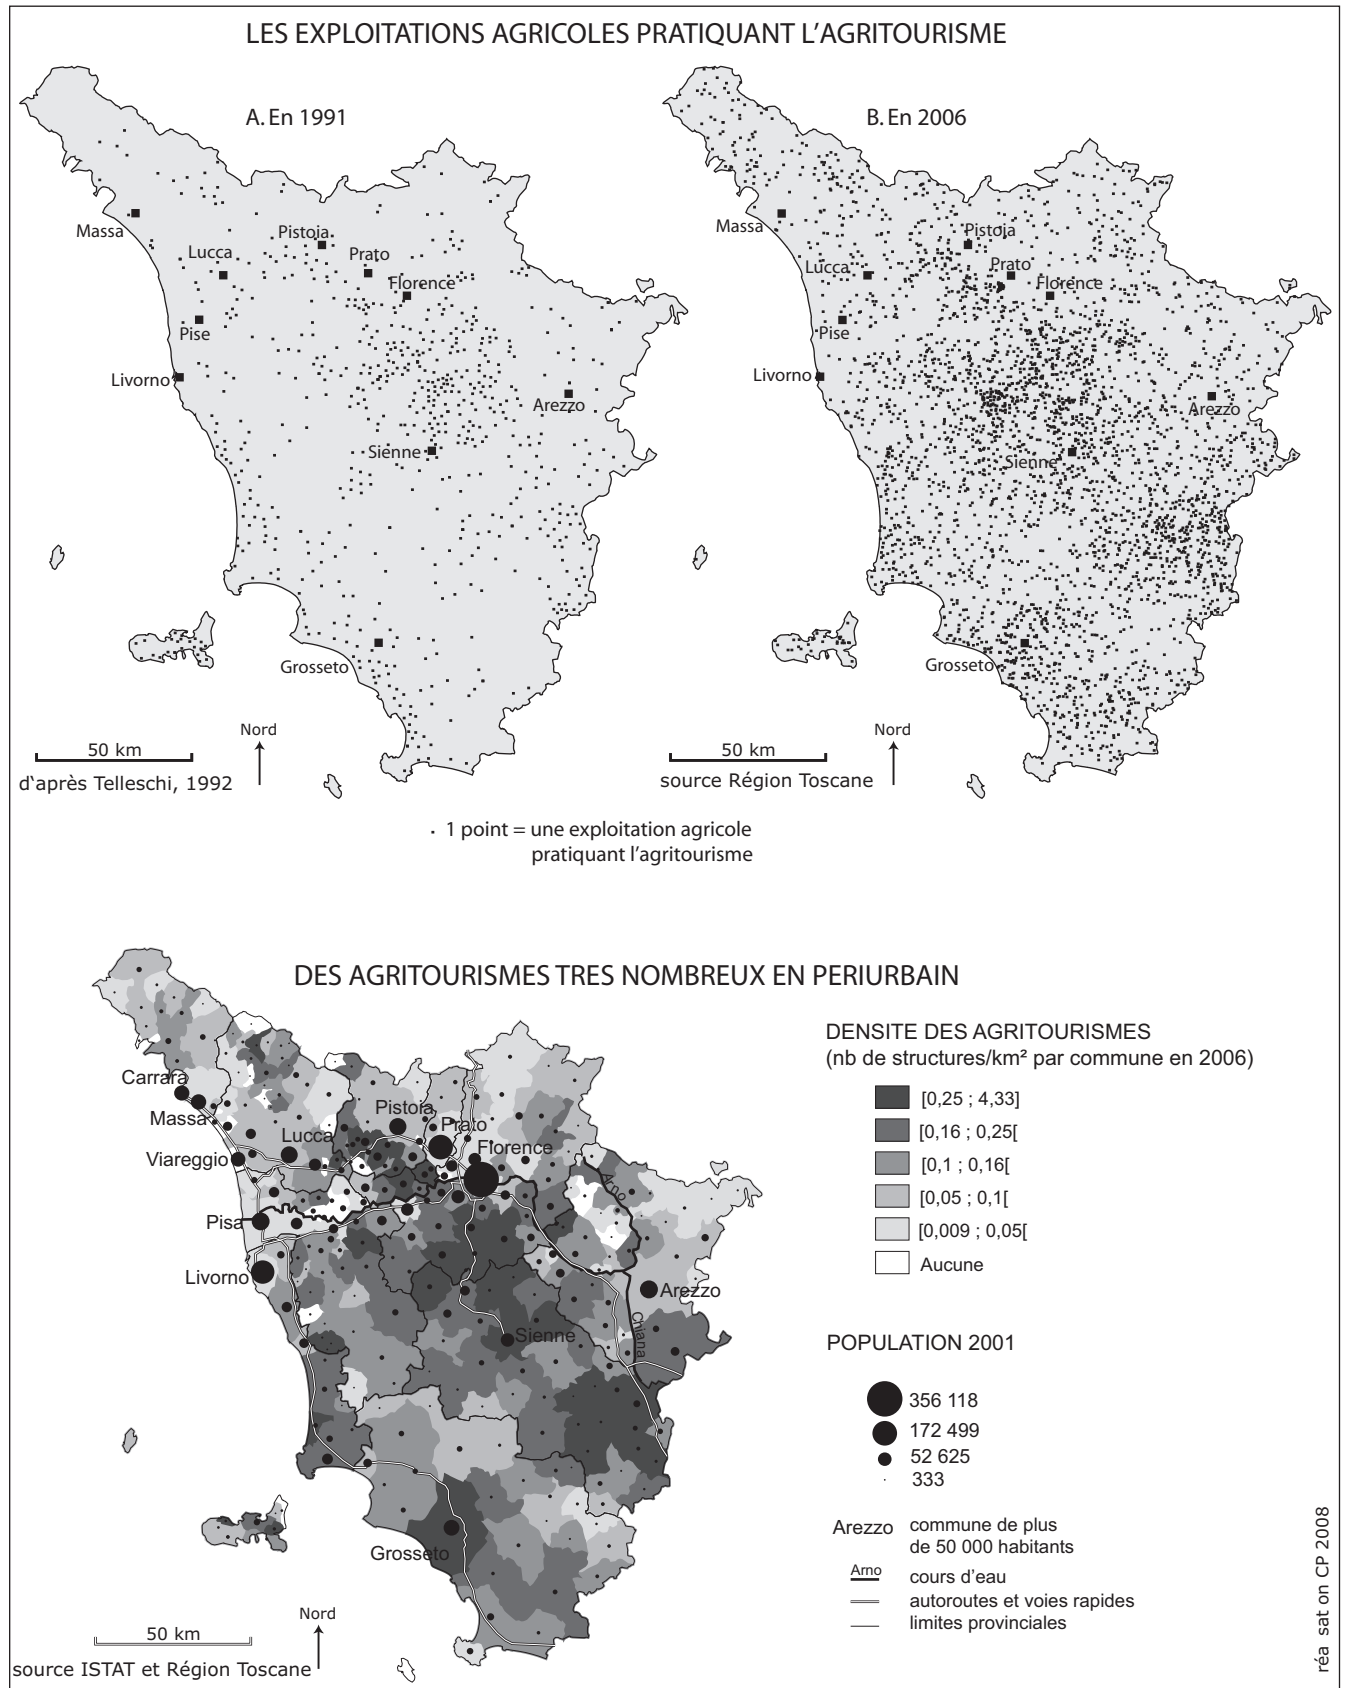 LES EXPLOITATIONS AGRICOLES PRATIQUANT L'AGRITOURISME
A. En 1991
B. En 2006
Massa
Lucca
Pistoia
Prato
Florence
Pise
Livorno
Arezzo
Sienne
Grosseto
Nord
50 km
d'après Telleschi, 1992
Massa
Lucca
Pistoia
Prato
Florence
Pise
Livorno
Arezzo
Sienne
Grosseto
Nord
50 km
source Région Toscane
1 point = une exploitation agricole
pratiquant l'agritourisme
DES AGRITOURISMES TRES NOMBREUX EN PERIURBAIN
Carrara
Massa
Viareggio
Lucca
Pistoia
Prato
Florence
Arno
Pisa
Livorno
Arezzo
Chiana
Sienne
Grosseto
Nord
50 km
source ISTAT et Région Toscane
DENSITE DES AGRITOURISMES
(nb de structures/km² par commune en 2006)
[0,25 ; 4,33]
[0,16 ; 0,25[
[0,1 ; 0,16[
[0,05 ; 0,1[
[0,009 ; 0,05[
Aucune
POPULATION 2001
356 118
172 499
52 625
333
Arezzo commune de plus
de 50 000 habitants
Arno cours d'eau
autoroutes et voies rapides
limites provinciales
réa sat on CP 2008